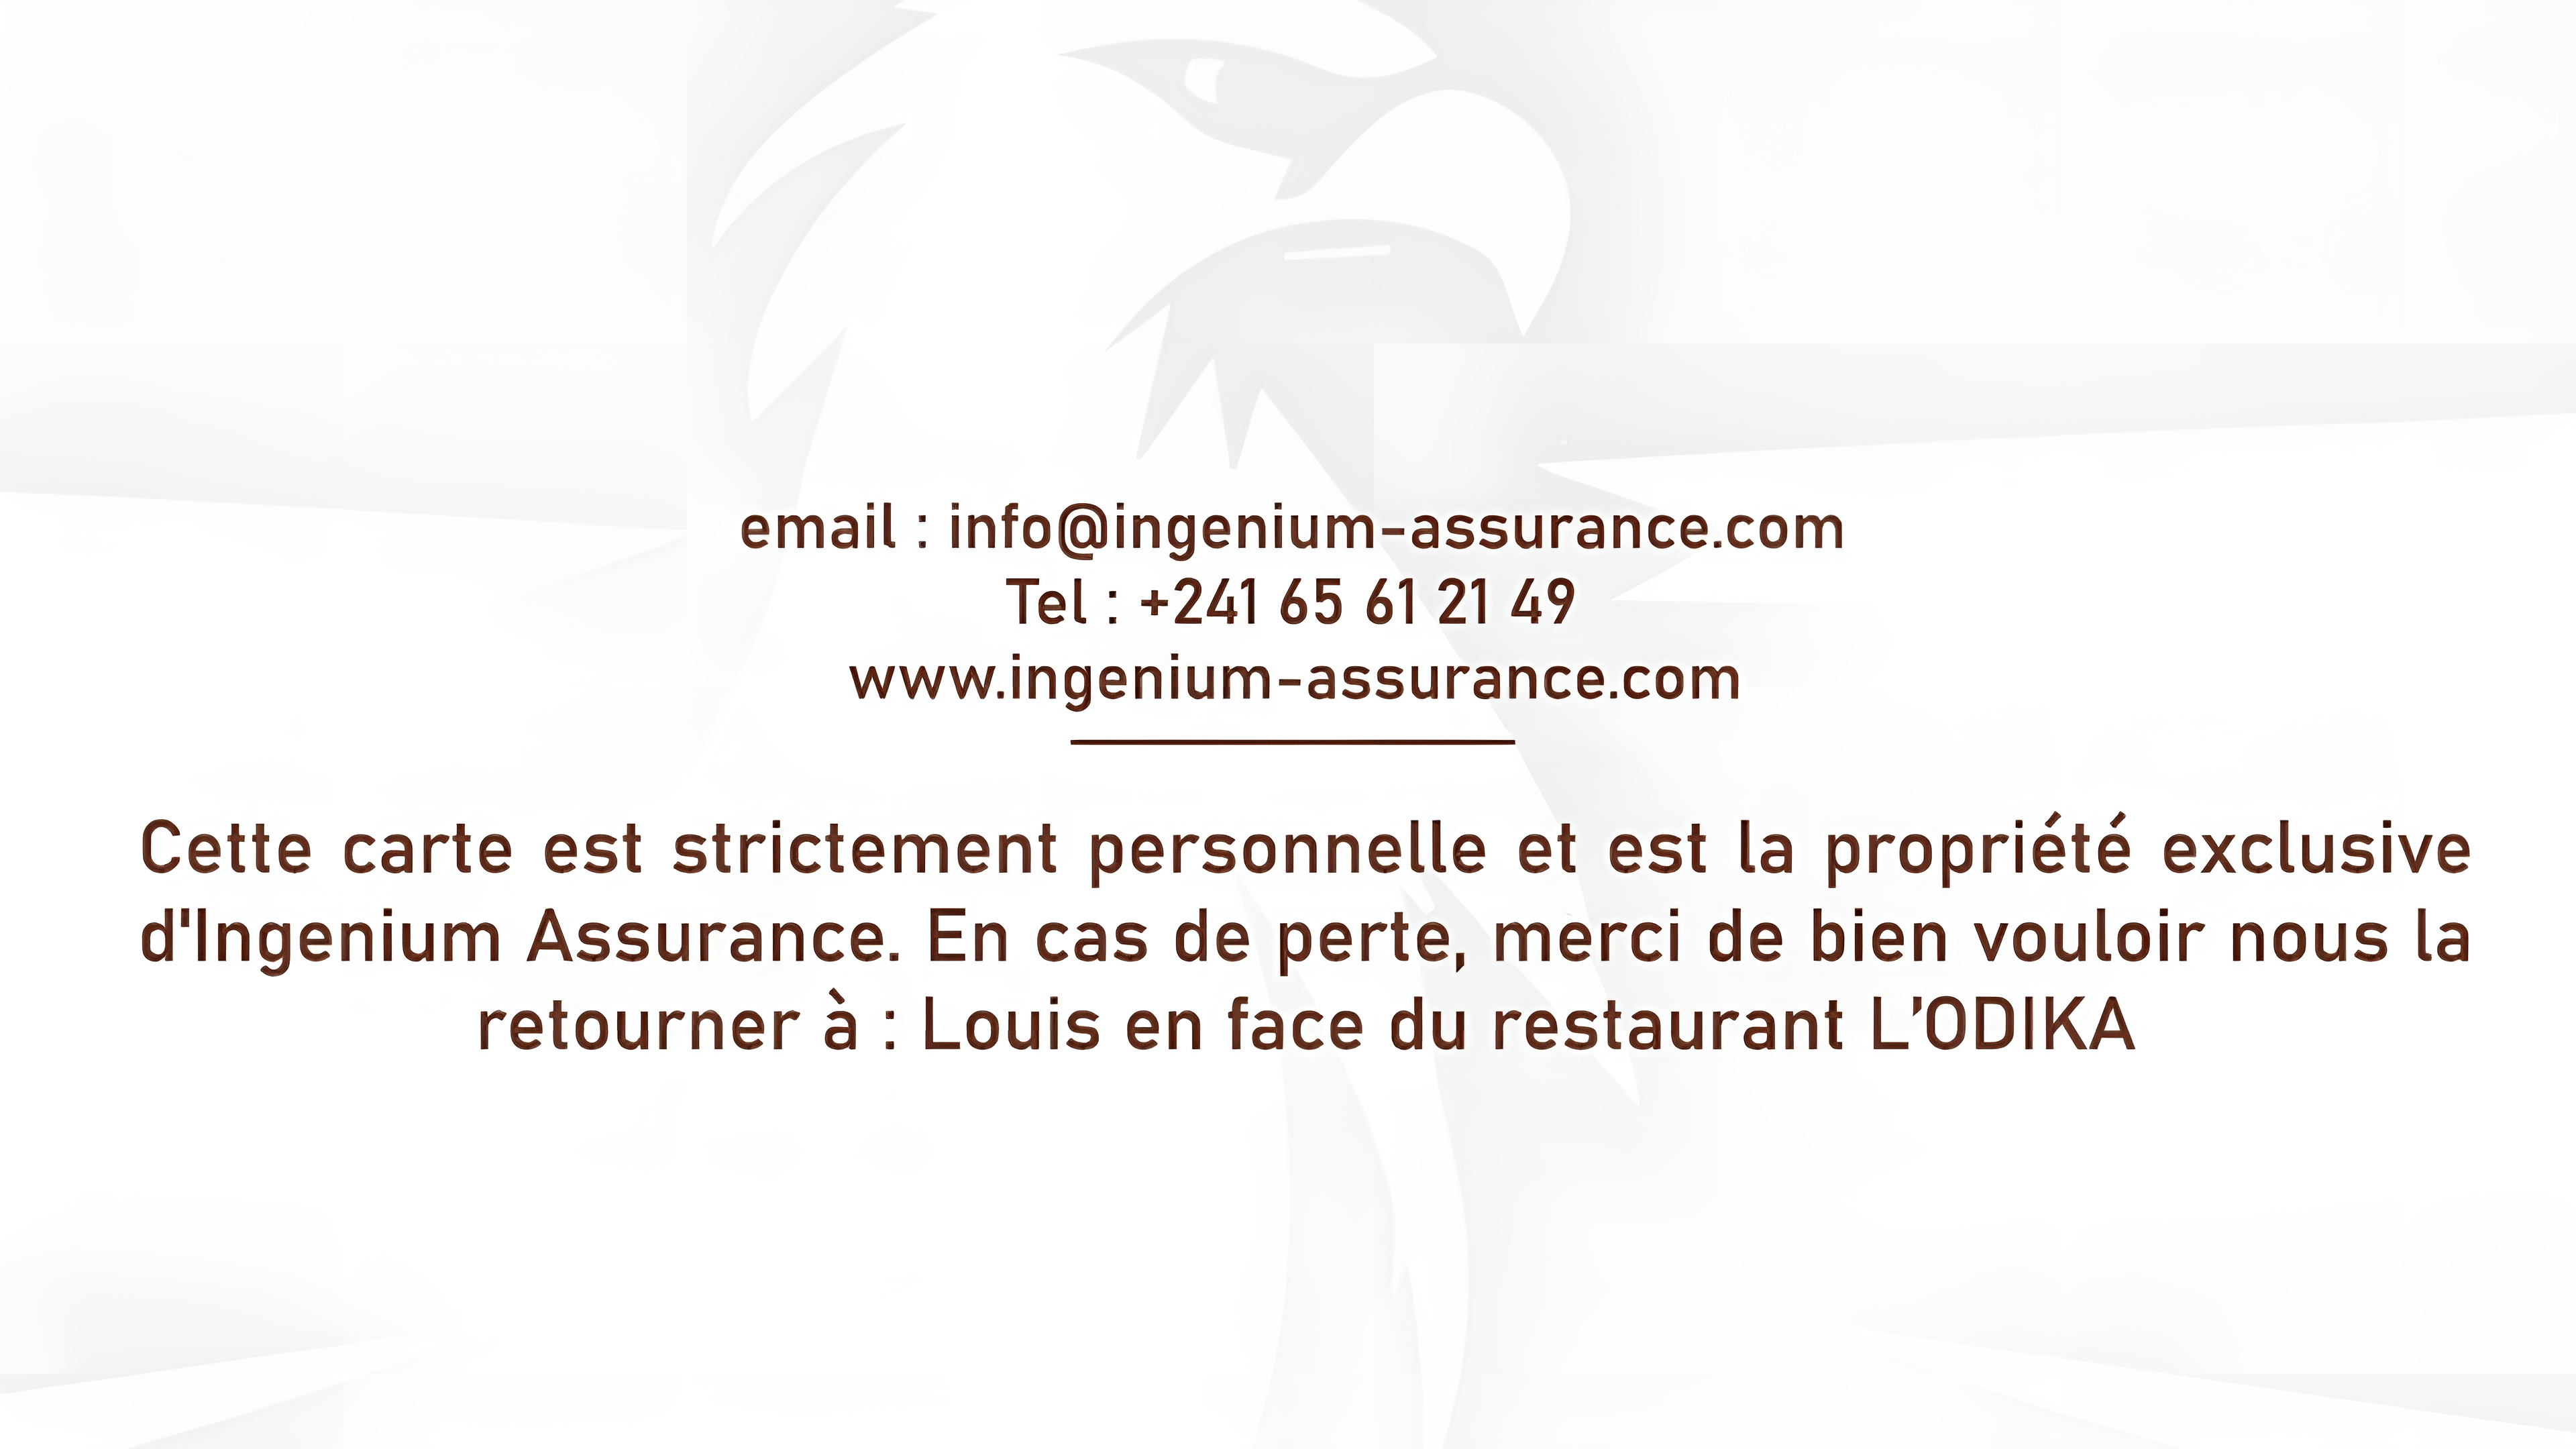 email : info@ingenium-assurance.com
Tel : +241 65 61 21 49
www.ingenium-assurance.com
Cette carte est strictement personnelle et est la propriété exclusive
d'Ingenium Assurance. En cas de perte, merci de bien vouloir nous la
retourner à : Louis en face du restaurant L’ODIKA